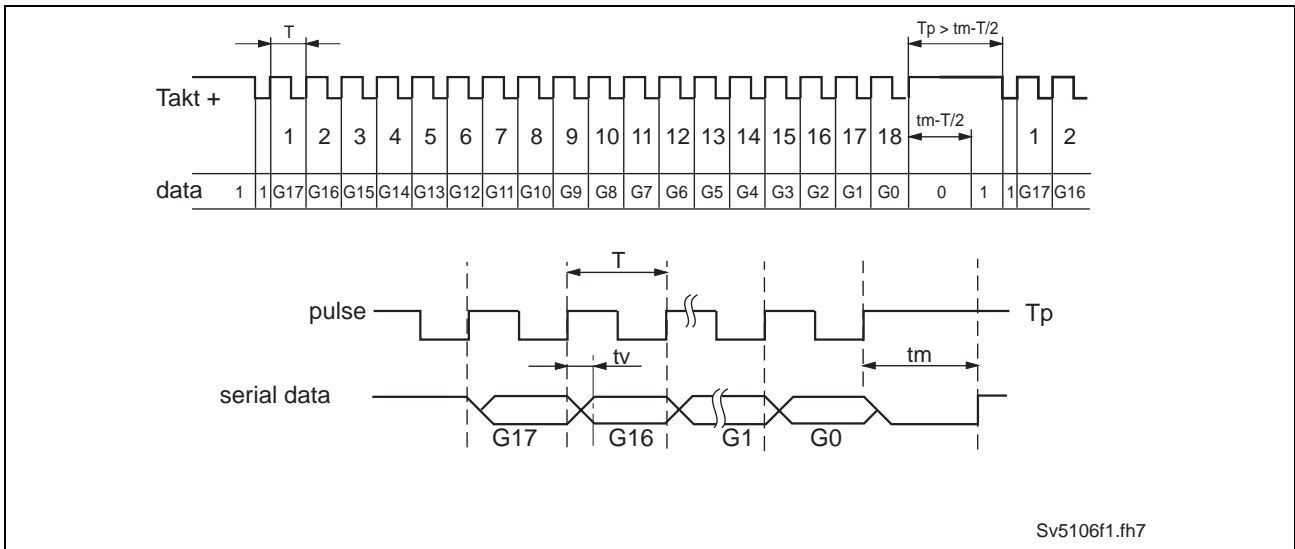 T
Tp > tm-T/2
Takt +
tm-T/2
1 2 3 4 5 6 7 8 9 10 11 12 13 14 15 16 17 18 1 2
data 1 1 G17 G16 G15 G14 G13 G12 G11 G10 G9 G8 G7 G6 G5 G4 G3 G2 G1 G0 0 1 1 G17 G16
T
pulse Tp
tv tm
serial data
G17 G16 G1 G0
Sv5106f1.fh7